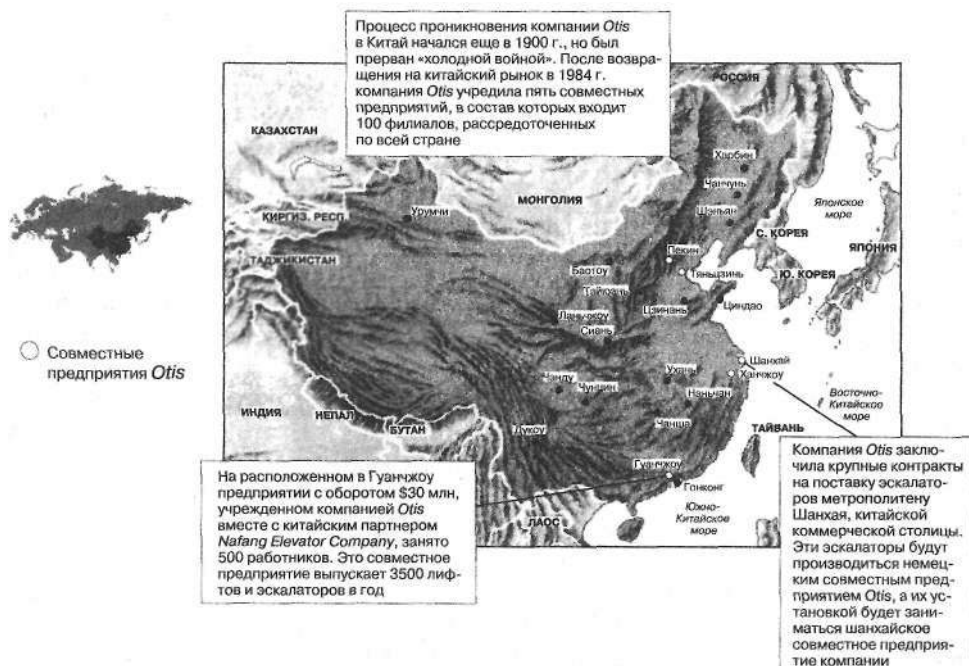 Процесс проникновения компании Otis
в Китай начался еще в 1900 г., но был
прерван «холодной войной». После возвра-
щения на китайский рынок в 1984 г.
компания Otis учредила пять совместных
предприятий, в состав которых входит
100 филиалов, рассредоточенных
по всей стране
РОССИЯ
КАЗАХСТАН
Харбин
Чанчунь
МОНГОЛИЯ
Шэньян
Японское
море
Урумчи
КИРГИЗ. РЕСП.
С. КОРЕЯ
ЯПОНИЯ
Пекин
ТАДЖИКИСТАН
Баотоу
Тяньцзинь
Ю. КОРЕЯ
Тайюань
Цзинань
Циндао
Ланьчжоу
Сиань
Совместные
предприятия Otis
Шанхай
Ухань
Ханчжоу
Чэнду
Чунцин
Наньчан
Восточно-
Китайское
море
ИНДИЯ
НЕПАЛ
БУТАН
Чанша
Дуксу
ТАЙВАНЬ
Гуанчжоу
Гонконг
Южно-
Китайское
море
ЛАОС
На расположенном в Гуанчжоу
предприятии с оборотом $30 млн,
учрежденном компанией Otis
вместе с китайским партнером
Nafang Elevator Company, занято
500 работников. Это совместное
предприятие выпускает 3500 лиф-
тов и эскалаторов в год
Компания Otis заклю-
чила крупные контракты
на поставку эскалато-
ров метрополитену
Шанхая, китайской
коммерческой столицы.
Эти эскалаторы будут
производиться немец-
ким совместным пред-
приятием Otis, а их ус-
тановкой будет зани-
маться шанхайское
совместное предприя-
тие компании